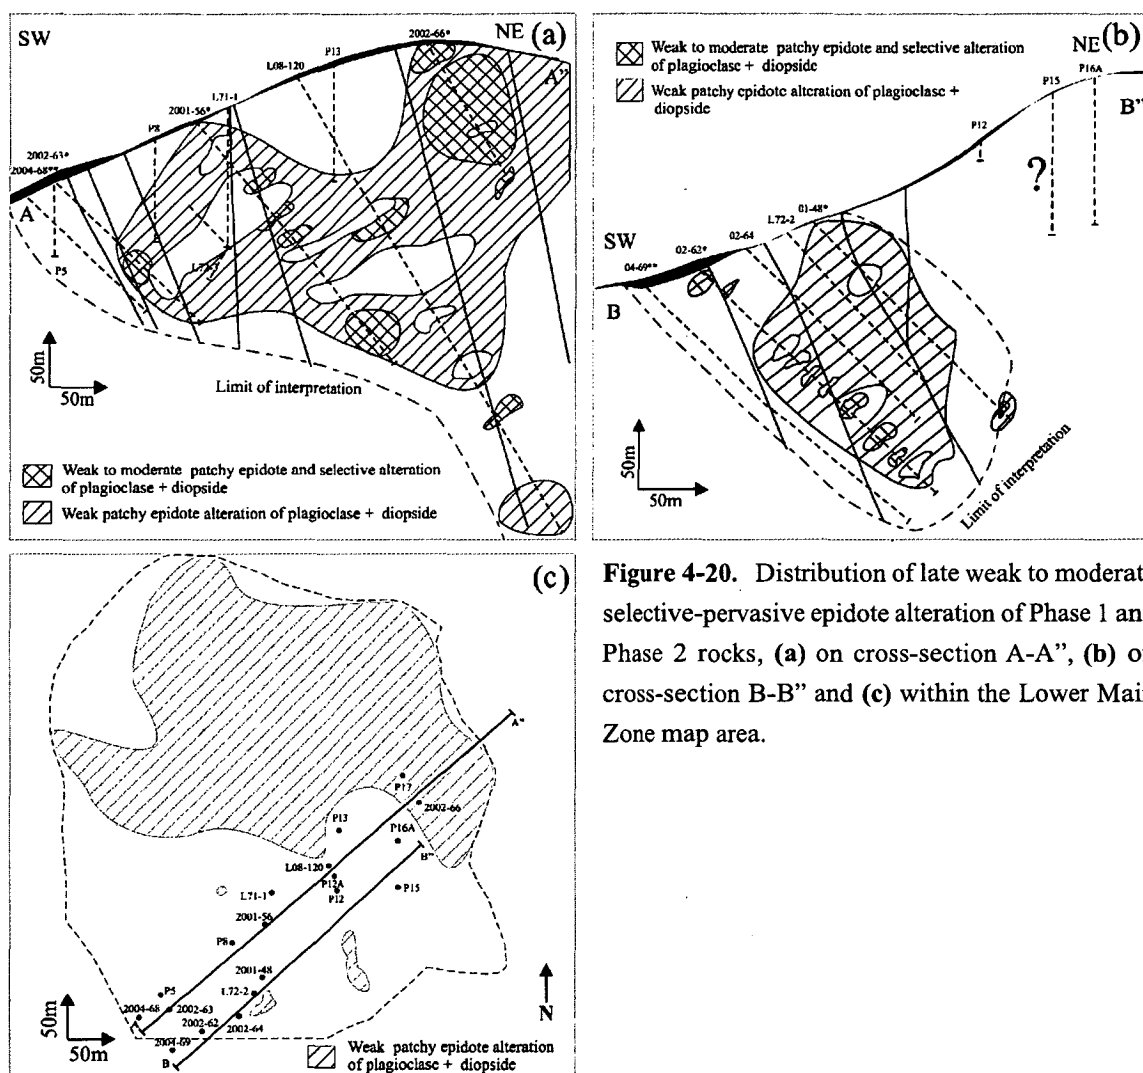 SW
NE
(a)
2002-66*
P13
L08-120
A"
L71-1
2001-56*
P8
2002-63*
2004-68**
A
P5
50m
50m
Limit of interpretation
Weak to moderate patchy epidote and selective alteration
of plagioclase + diopside
Weak patchy epidote alteration of plagioclase + diopside
(b)
Weak to moderate patchy epidote and selective alteration
of plagioclase + diopside
Weak patchy epidote alteration of plagioclase +
diopside
NE
P16A
P15
B"
P12
?
01-48*
L72-2
SW
02-64
02-62*
04-69**
B
50m
50m
Limit of interpretation
(c)
A"
P17
2002-66
P13
P16A
B"
L08-120
P12A
P12
P15
L71-1
2001-56
P8
2001-48
L72-2
P5
2004-68
2002-63
A
2002-62
2002-64
2004-69
B
50m
50m
N
Weak patchy epidote alteration
of plagioclase + diopside
Figure 4-20. Distribution of late weak to moderat
selective-pervasive epidote alteration of Phase 1 an
Phase 2 rocks, (a) on cross-section A-A", (b) o
cross-section B-B" and (c) within the Lower Mai
Zone map area.